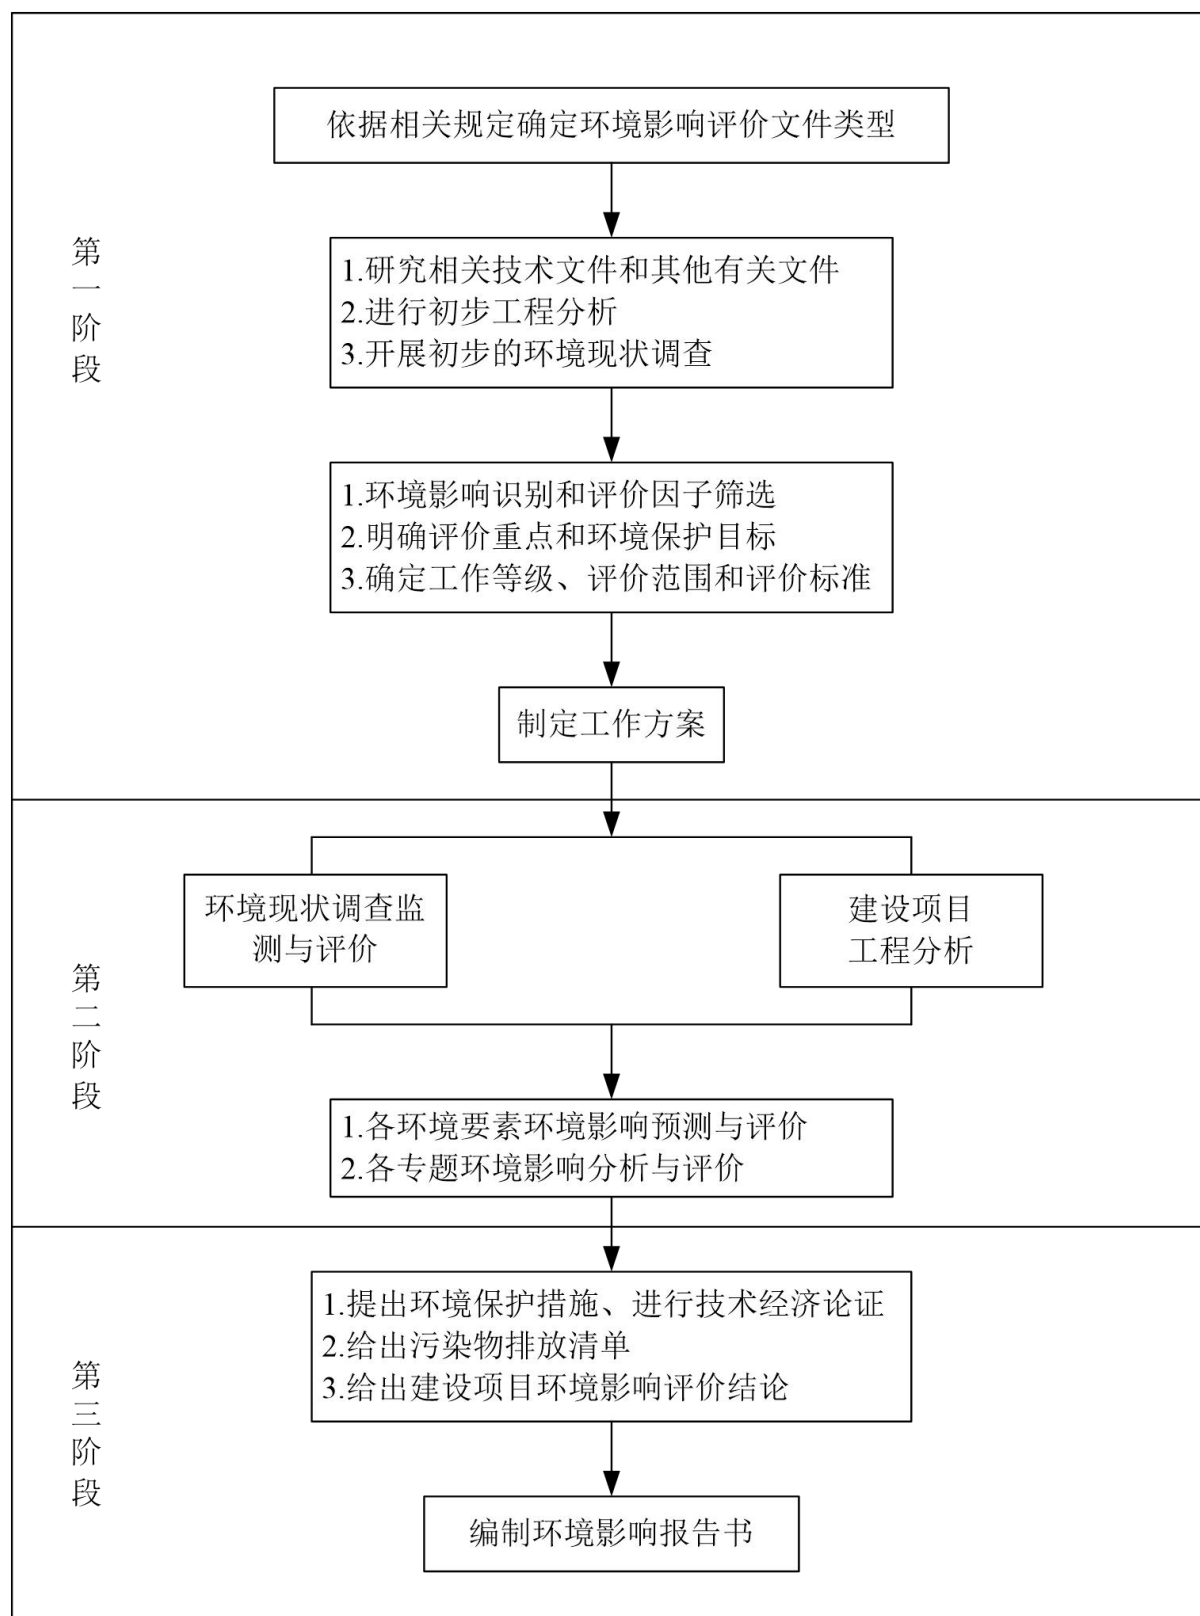 依据相关规定确定环境影响评价文件类型
第一阶段
1.研究相关技术文件和其他有关文件
2.进行初步工程分析
3.开展初步的环境现状调查
1.环境影响识别和评价因子筛选
2.明确评价重点和环境保护目标
3.确定工作等级、评价范围和评价标准
制定工作方案
第二阶段
环境现状调查监
测与评价
建设项目
工程分析
1.各环境要素环境影响预测与评价
2.各专题环境影响分析与评价
第三阶段
1.提出环境保护措施、进行技术经济论证
2.给出污染物排放清单
3.给出建设项目环境影响评价结论
编制环境影响报告书